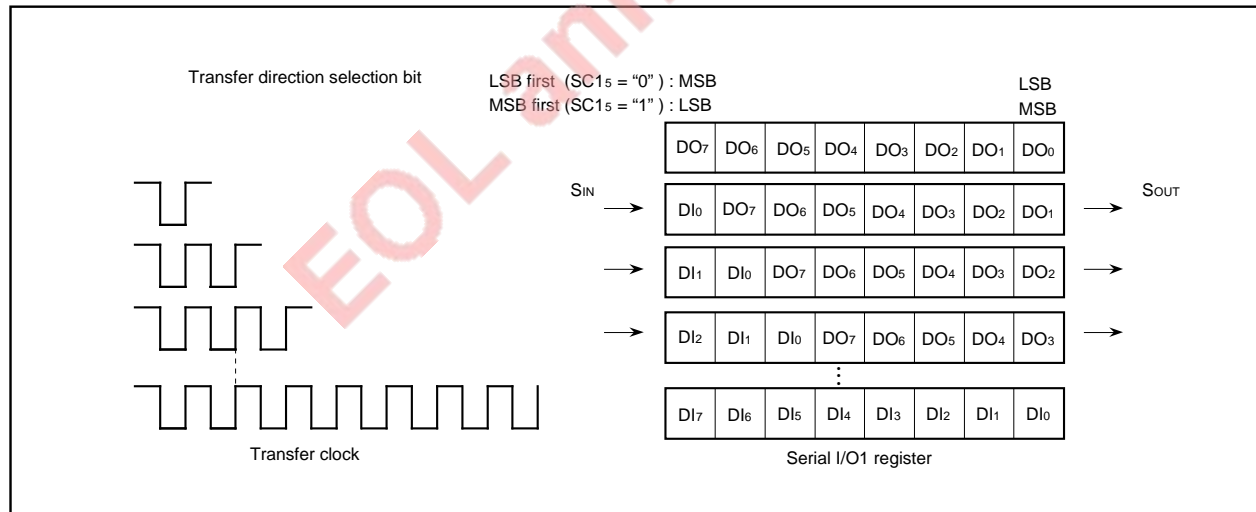 EOL ann
Transfer direction selection bit
LSB first (SC15 = “0” ) : MSB LSB
MSB first (SC15 = “1” ) : LSB MSB
DO7 DO6 DO5 DO4 DO3 DO2 DO1 DO0
SIN SOUT
DI0 DO7 DO6 DO5 DO4 DO3 DO2 DO1
DI1 DI0 DO7 DO6 DO5 DO4 DO3 DO2
DI2 DI1 DI0 DO7 DO6 DO5 DO4 DO3
DI7 DI6 DI5 DI4 DI3 DI2 DI1 DI0
Transfer clock Serial I/O1 register